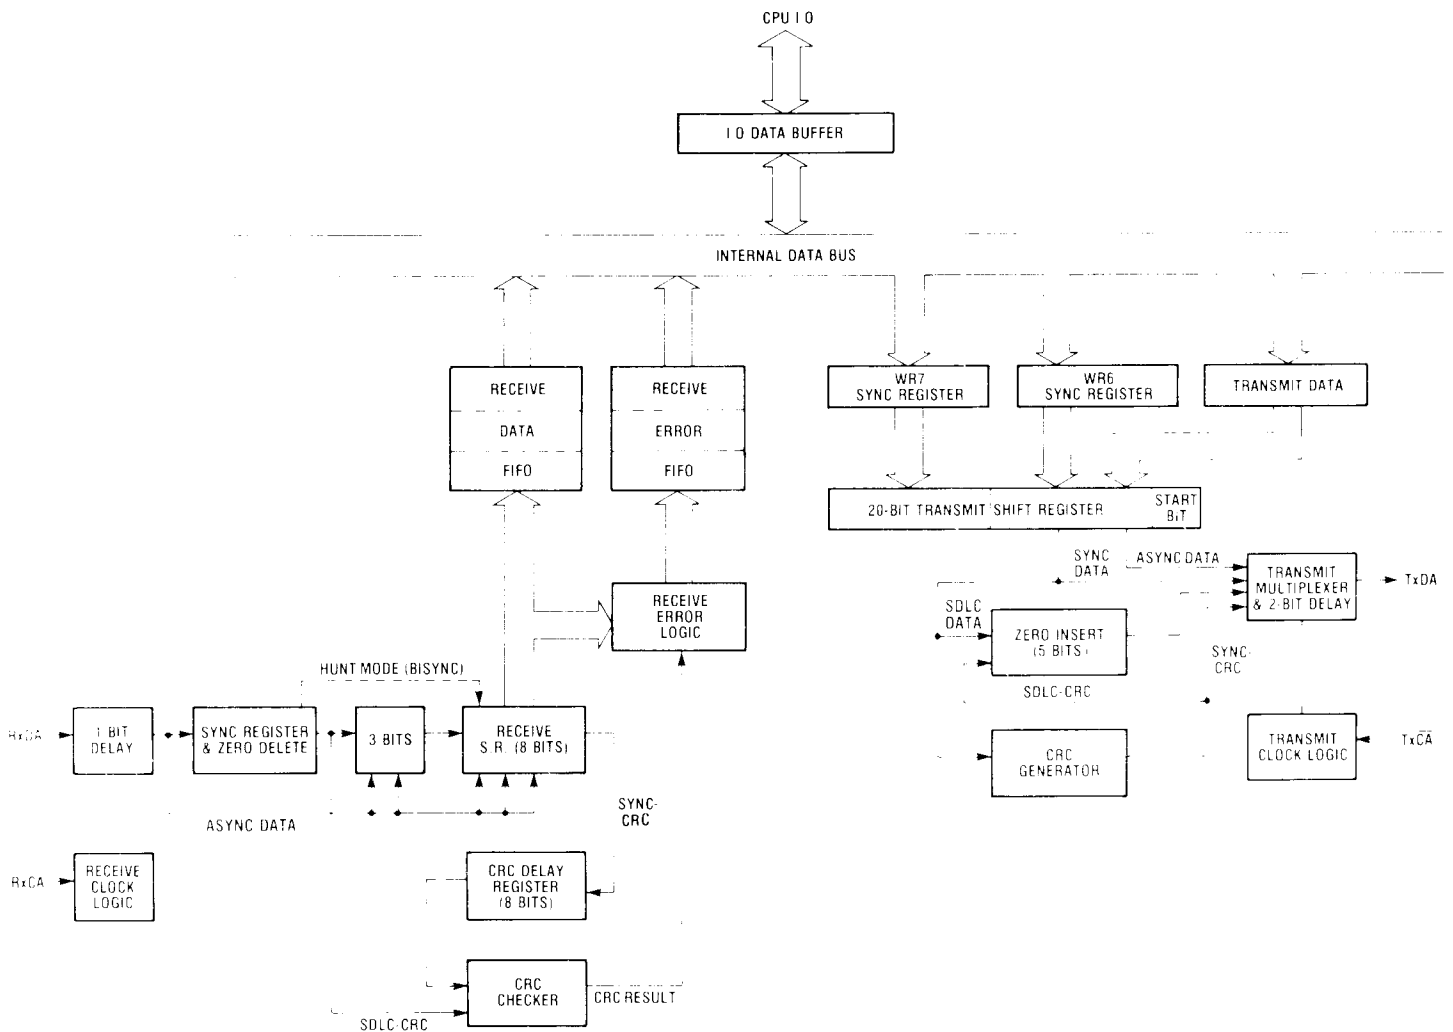 CPU I O
I O DATA BUFFER
INTERNAL DATA BUS
RECEIVE
DATA
FIFO
RECEIVE
ERROR
FIFO
WR7
SYNC REGISTER
WR6
SYNC REGISTER
TRANSMIT DATA
20-BIT TRANSMIT SHIFT REGISTER
START
BIT
SYNC
DATA
ASYNC DATA
TRANSMIT
MULTIPLEXER
& 2-BIT DELAY
TxDA
RECEIVE
ERROR
LOGIC
SDLC
DATA
ZERO INSERT
(5 BITS)
SYNC-
CRC
SDLC-CRC
HUNT MODE (BISYNC)
RxDA
1 BIT
DELAY
SYNC REGISTER
& ZERO DELETE
3 BITS
RECEIVE
S.R. (8 BITS)
CRC
GENERATOR
TRANSMIT
CLOCK LOGIC
TxCA
ASYNC DATA
SYNC-
CRC
RxCA
RECEIVE
CLOCK
LOGIC
CRC DELAY
REGISTER
(8 BITS)
CRC
CHECKER
CRC RESULT
SDLC-CRC